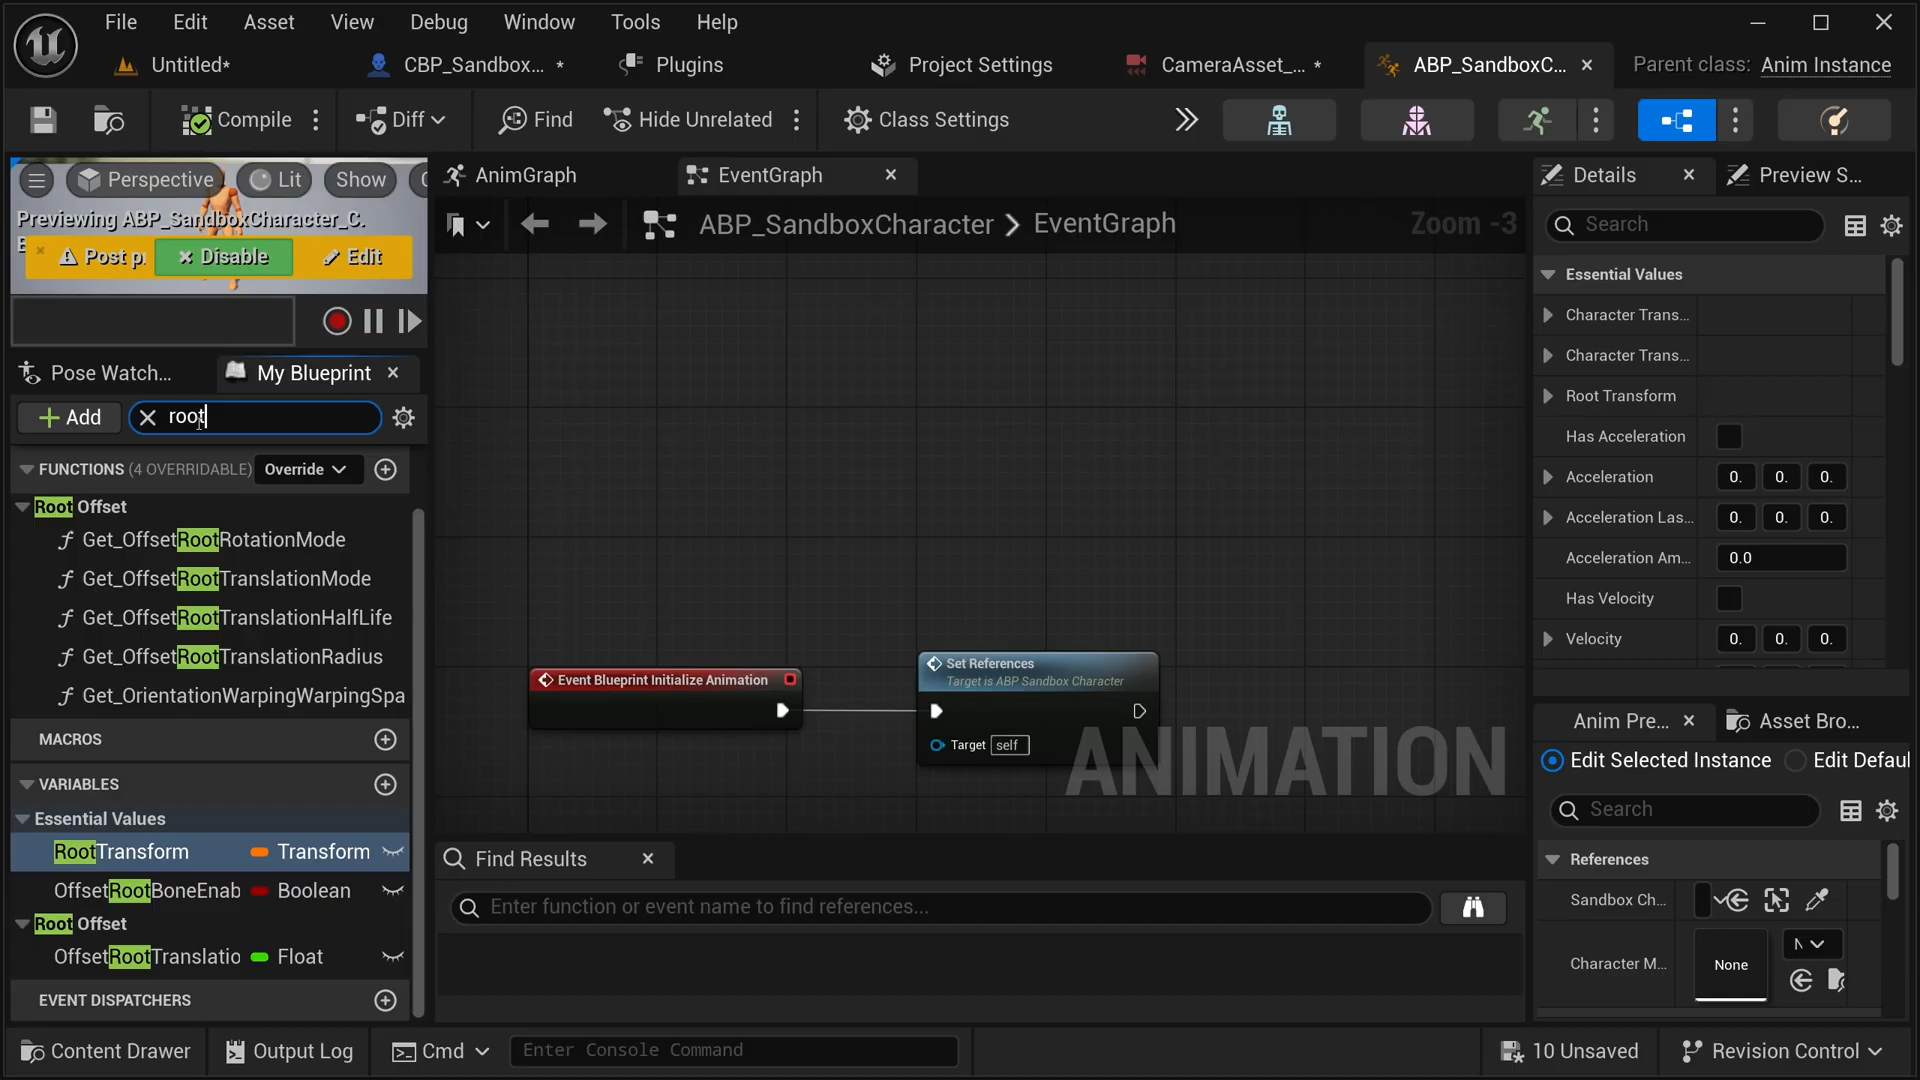 File Edit Asset View Debug Window Tools Help
Untitled* CBP_Sandbox... * Plugins Project Settings CameraAsset_... * ABP_SandboxC... Parent class: Anim Instance
Compile Diff Find Hide Unrelated Class Settings
Perspective Lit Show
Previewing ABP_SandboxCharacter_C.
Post p Disable Edit
Pose Watch... My Blueprint
Add root
FUNCTIONS (4 OVERRIDABLE) Override
Root Offset
Get_OffsetRootRotationMode
Get_OffsetRootTranslationMode
Get_OffsetRootTranslationHalfLife
Get_OffsetRootTranslationRadius
Get_OrientationWarpingWarpingSpa
MACROS
VARIABLES
Essential Values
RootTransform Transform
OffsetRootBoneEnab Boolean
Root Offset
OffsetRootTranslatio Float
EVENT DISPATCHERS
AnimGraph EventGraph
ABP_SandboxCharacter > EventGraph Zoom -3
Event Blueprint Initialize Animation
Set References
Target is ABP Sandbox Character
Target self
ANIMATION
Find Results
Enter function or event name to find references...
Details Preview S...
Search
Essential Values
Character Trans...
Character Trans...
Root Transform
Has Acceleration
Acceleration 0. 0. 0.
Acceleration Las... 0. 0. 0.
Acceleration Am... 0.0
Has Velocity
Velocity 0. 0. 0.
Anim Pre... Asset Bro...
Edit Selected Instance Edit Defaul
Search
References
Sandbox Ch...
Character M... None N
Content Drawer Output Log Cmd Enter Console Command 10 Unsaved Revision Control